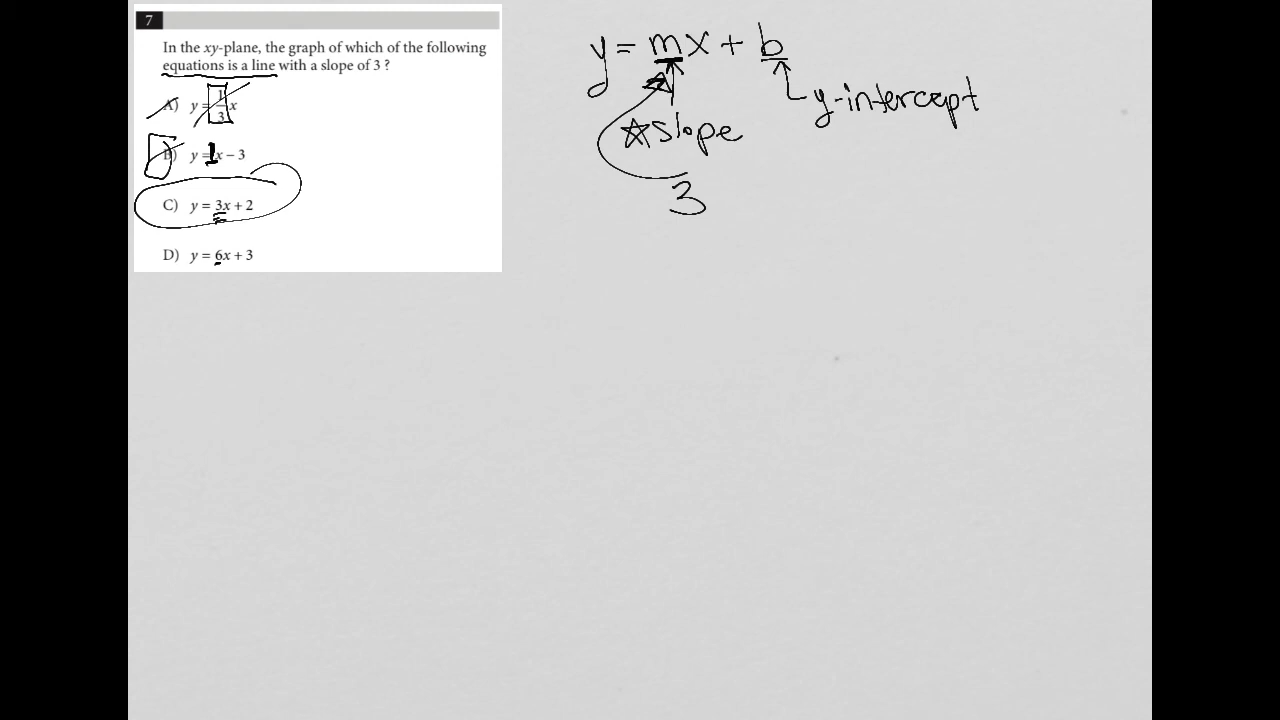 7
In the xy-plane, the graph of which of the following
equations is a line with a slope of 3 ?
A) y = 1/3 x
B) y = 1x − 3
C) y = 3x + 2
D) y = 6x + 3
y = mx + b
y-intercept
☆slope
3